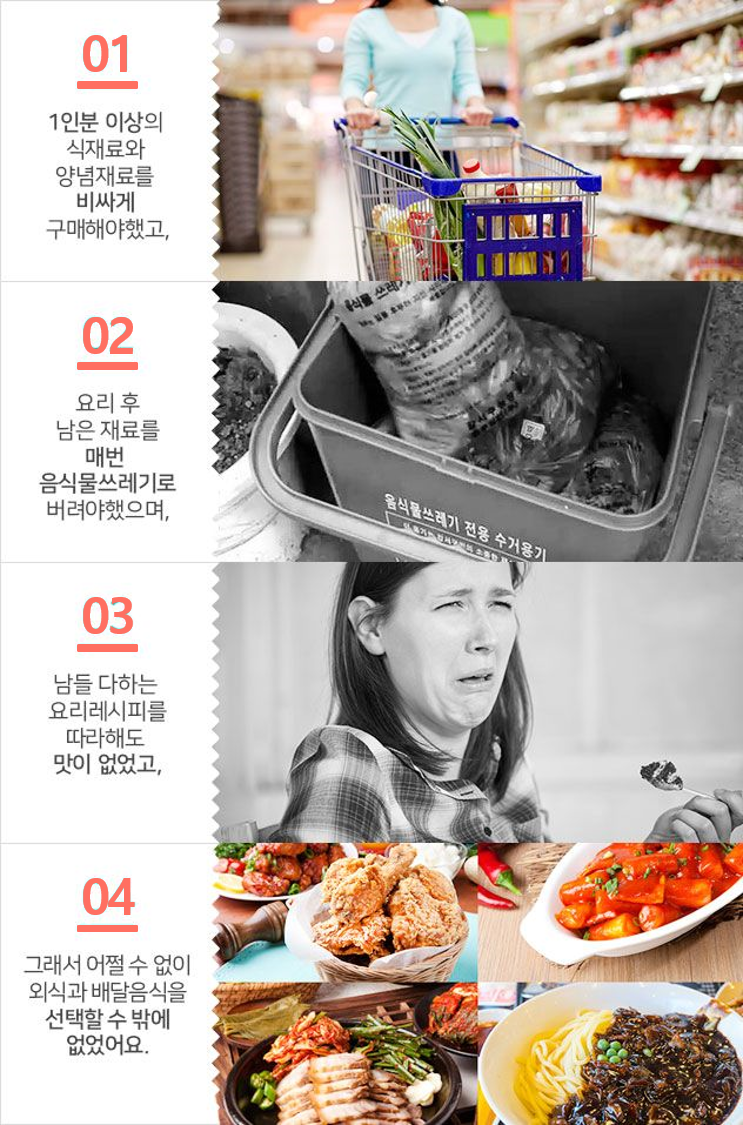 01
1인분 이상의
식재료와
양념재료를
비싸게
구매해야했고,
02
요리 후
남은 재료를
매번
음식물쓰레기로
버려야했으며,
음식물쓰레기 전용 수거용기
03
남들 다하는
요리레시피를
따라해도
맛이 없었고,
04
그래서 어쩔 수 없이
외식과 배달음식을
선택할 수 밖에
없었어요.